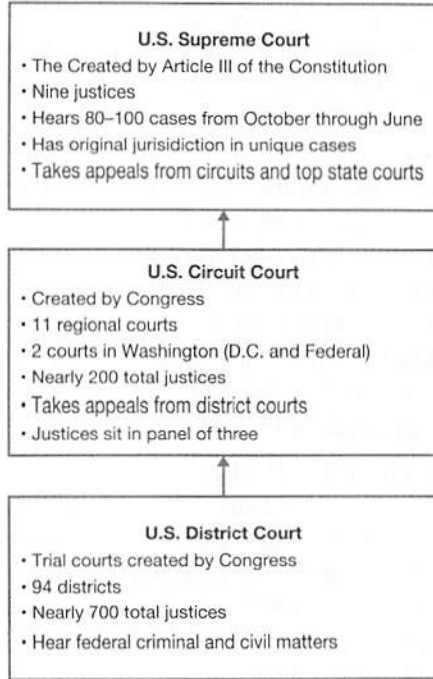 U.S. Supreme Court
• The Created by Article III of the Constitution
• Nine justices
• Hears 80–100 cases from October through June
• Has original jurisidiction in unique cases
• Takes appeals from circuits and top state courts
U.S. Circuit Court
• Created by Congress
• 11 regional courts
• 2 courts in Washington (D.C. and Federal)
• Nearly 200 total justices
• Takes appeals from district courts
• Justices sit in panel of three
U.S. District Court
• Trial courts created by Congress
• 94 districts
• Nearly 700 total justices
• Hear federal criminal and civil matters